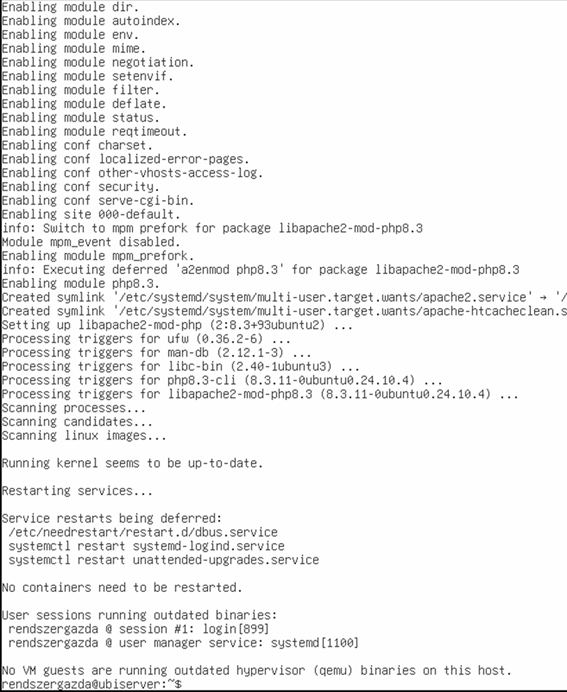 Enabling module dir.
Enabling module autoindex.
Enabling module env.
Enabling module mime.
Enabling module negotiation.
Enabling module setenvif.
Enabling module filter.
Enabling module deflate.
Enabling module status.
Enabling module reqtimeout.
Enabling conf charset.
Enabling conf localized-error-pages.
Enabling conf other-vhosts-access-log.
Enabling conf security.
Enabling conf serve-cgi-bin.
Enabling site 000-default.
info: Switch to mpm prefork for package libapache2-mod-php8.3
Module mpm_event disabled.
Enabling module mpm_prefork.
info: Executing deferred 'a2enmod php8.3' for package libapache2-mod-php8.3
Enabling module php8.3.
Created symlink '/etc/systemd/system/multi-user.target.wants/apache2.service' → '/
Created symlink '/etc/systemd/system/multi-user.target.wants/apache-htcacheclean.s
Setting up libapache2-mod-php (2:8.3+93ubuntu2) ...
Processing triggers for ufw (0.36.2-6) ...
Processing triggers for man-db (2.12.1-3) ...
Processing triggers for libc-bin (2.40-1ubuntu3) ...
Processing triggers for php8.3-cli (8.3.11-0ubuntu0.24.10.4) ...
Processing triggers for libapache2-mod-php8.3 (8.3.11-0ubuntu0.24.10.4) ...
Scanning processes...
Scanning candidates...
Scanning linux images...
Running kernel seems to be up-to-date.
Restarting services...
Service restarts being deferred:
/etc/needrestart/restart.d/dbus.service
systemctl restart systemd-logind.service
systemctl restart unattended-upgrades.service
No containers need to be restarted.
User sessions running outdated binaries:
rendszergazda @ session #1: login[899]
rendszergazda @ user manager service: systemd[1100]
No VM guests are running outdated hypervisor (qemu) binaries on this host.
rendszergazda@ubiserver:~$